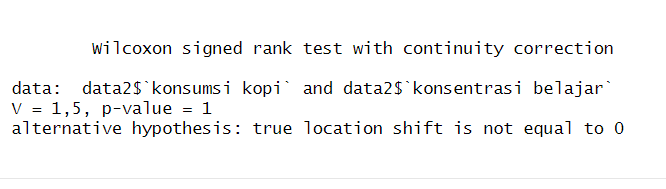 Wilcoxon signed rank test with continuity correction
data:  data2$`konsumsi kopi` and data2$`konsentrasi belajar`
V = 1,5, p-value = 1
alternative hypothesis: true location shift is not equal to 0